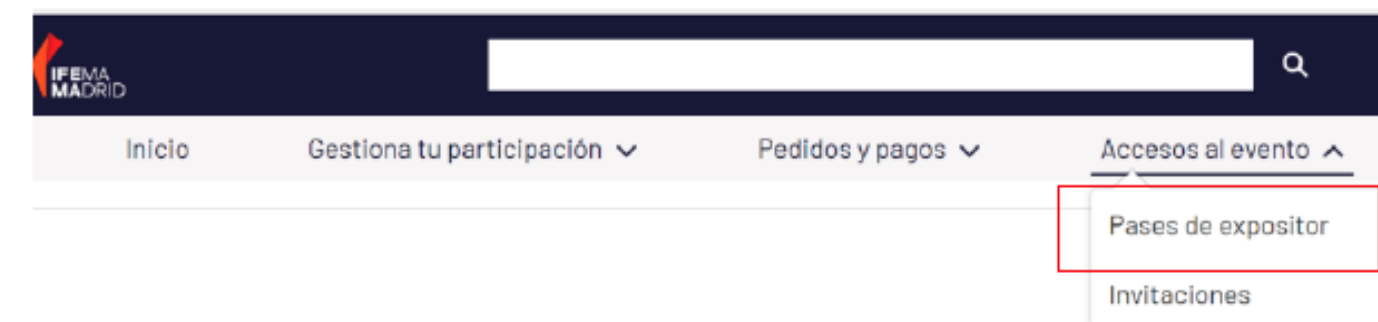 IFEMA
MADRID
Inicio Gestiona tu participación Pedidos y pagos Accesos al evento
Pases de expositor
Invitaciones